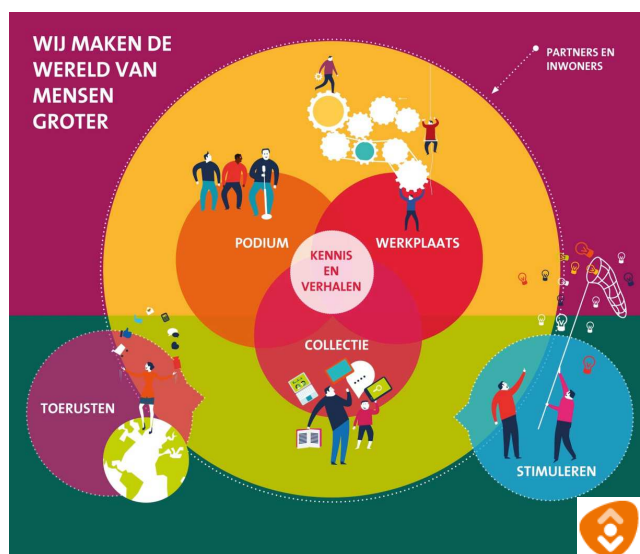 WIJ MAKEN DE
WERELD VAN
MENSEN
GROTER
PARTNERS EN
INWONERS
PODIUM
WERKPLAATS
KENNIS
EN
VERHALEN
COLLECTIE
TOERUSTEN
STIMULEREN